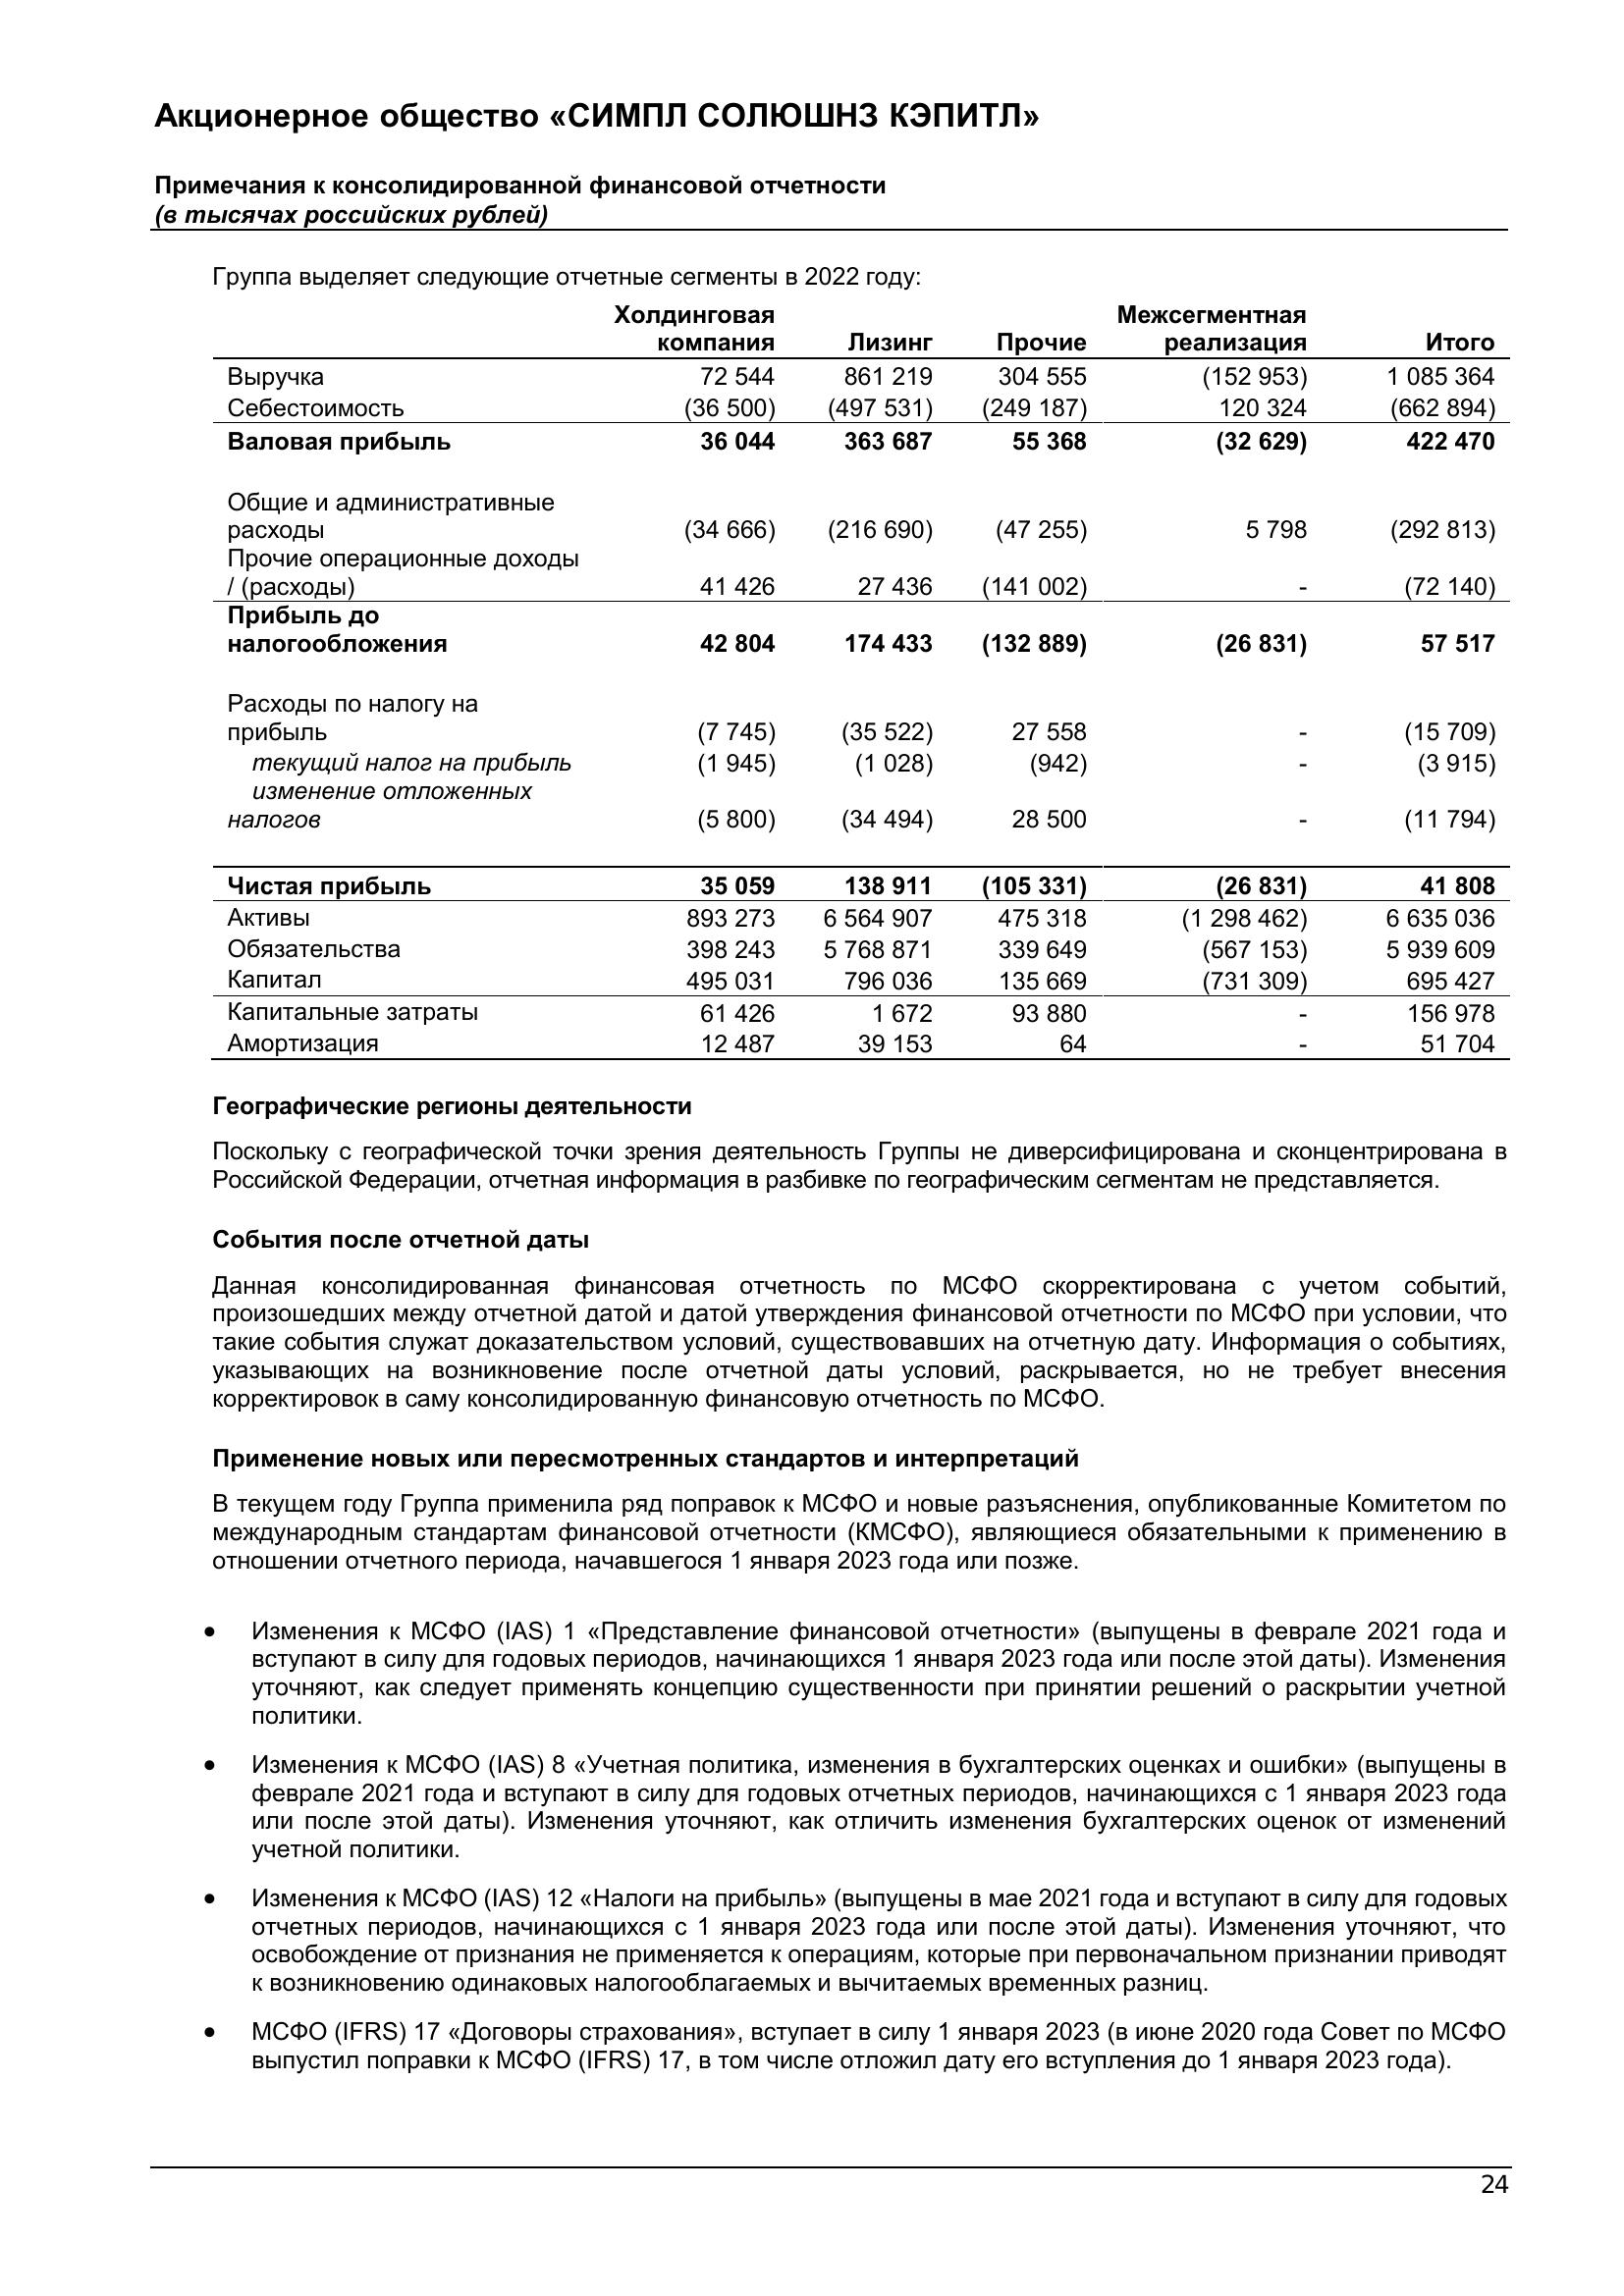 Акционерное общество «СИМПЛ СОЛЮШНЗ КЭПИТЛ»
Примечания к консолидированной финансовой отчетности
(в тысячах российских рублей)
Группа выделяет следующие отчетные сегменты в 2022 году:
Холдинговая компания Лизинг Прочие Межсегментная реализация Итого
Выручка 72 544 861 219 304 555 (152 953) 1 085 364
Себестоимость (36 500) (497 531) (249 187) 120 324 (662 894)
Валовая прибыль 36 044 363 687 55 368 (32 629) 422 470
Общие и административные
расходы (34 666) (216 690) (47 255) 5 798 (292 813)
Прочие операционные доходы
/ (расходы) 41 426 27 436 (141 002) - (72 140)
Прибыль до
налогообложения 42 804 174 433 (132 889) (26 831) 57 517
Расходы по налогу на
прибыль (7 745) (35 522) 27 558 - (15 709)
текущий налог на прибыль (1 945) (1 028) (942) - (3 915)
изменение отложенных
налогов (5 800) (34 494) 28 500 - (11 794)
Чистая прибыль 35 059 138 911 (105 331) (26 831) 41 808
Активы 893 273 6 564 907 475 318 (1 298 462) 6 635 036
Обязательства 398 243 5 768 871 339 649 (567 153) 5 939 609
Капитал 495 031 796 036 135 669 (731 309) 695 427
Капитальные затраты 61 426 1 672 93 880 - 156 978
Амортизация 12 487 39 153 64 - 51 704
Географические регионы деятельности
Поскольку с географической точки зрения деятельность Группы не диверсифицирована и сконцентрирована в
Российской Федерации, отчетная информация в разбивке по географическим сегментам не представляется.
События после отчетной даты
Данная консолидированная финансовая отчетность по МСФО скорректирована с учетом событий,
произошедших между отчетной датой и датой утверждения финансовой отчетности по МСФО при условии, что
такие события служат доказательством условий, существовавших на отчетную дату. Информация о событиях,
указывающих на возникновение после отчетной даты условий, раскрывается, но не требует внесения
корректировок в саму консолидированную финансовую отчетность по МСФО.
Применение новых или пересмотренных стандартов и интерпретаций
В текущем году Группа применила ряд поправок к МСФО и новые разъяснения, опубликованные Комитетом по
международным стандартам финансовой отчетности (КМСФО), являющиеся обязательными к применению в
отношении отчетного периода, начавшегося 1 января 2023 года или позже.
• Изменения к МСФО (IAS) 1 «Представление финансовой отчетности» (выпущены в феврале 2021 года и
вступают в силу для годовых периодов, начинающихся 1 января 2023 года или после этой даты). Изменения
уточняют, как следует применять концепцию существенности при принятии решений о раскрытии учетной
политики.
• Изменения к МСФО (IAS) 8 «Учетная политика, изменения в бухгалтерских оценках и ошибки» (выпущены в
феврале 2021 года и вступают в силу для годовых отчетных периодов, начинающихся с 1 января 2023 года
или после этой даты). Изменения уточняют, как отличить изменения бухгалтерских оценок от изменений
учетной политики.
• Изменения к МСФО (IAS) 12 «Налоги на прибыль» (выпущены в мае 2021 года и вступают в силу для годовых
отчетных периодов, начинающихся с 1 января 2023 года или после этой даты). Изменения уточняют, что
освобождение от признания не применяется к операциям, которые при первоначальном признании приводят
к возникновению одинаковых налогооблагаемых и вычитаемых временных разниц.
• МСФО (IFRS) 17 «Договоры страхования», вступает в силу 1 января 2023 (в июне 2020 года Совет по МСФО
выпустил поправки к МСФО (IFRS) 17, в том числе отложил дату его вступления до 1 января 2023 года).
24